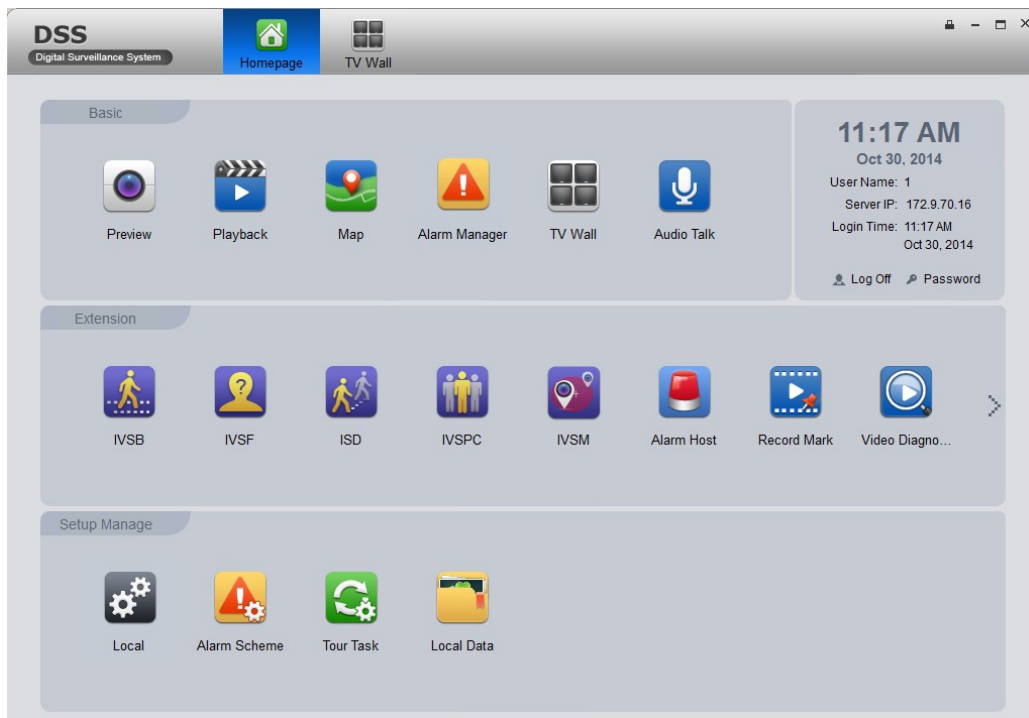 DSS
Digital Surveillance System
Homepage
TV Wall
Basic
Preview
Playback
Map
Alarm Manager
TV Wall
Audio Talk
11:17 AM
Oct 30, 2014
User Name: 1
Server IP: 172.9.70.16
Login Time: 11:17 AM
Oct 30, 2014
Log Off
Password
Extension
IVSB
IVSF
ISD
IVSPC
IVSM
Alarm Host
Record Mark
Video Diagno...
Setup Manage
Local
Alarm Scheme
Tour Task
Local Data